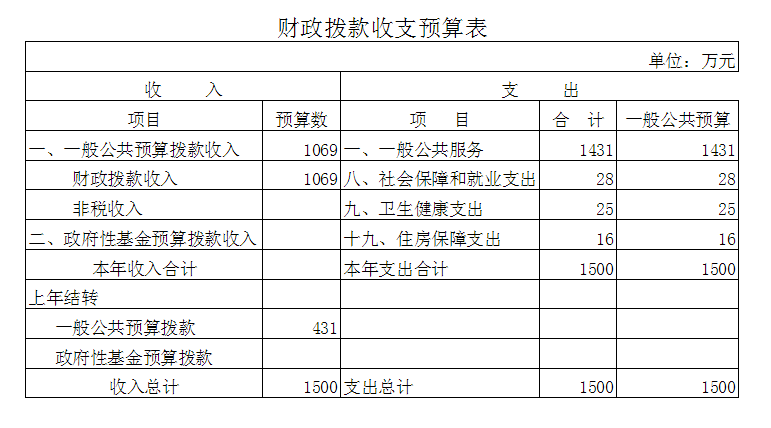 财政拨款收支预算表
单位：万元
收 入 支 出
项目 预算数 项 目 合 计 一般公共预算
一、一般公共预算拨款收入 1069 一、一般公共服务 1431 1431
财政拨款收入 1069 八、社会保障和就业支出 28 28
非税收入 九、卫生健康支出 25 25
二、政府性基金预算拨款收入 十九、住房保障支出 16 16
本年收入合计 本年支出合计 1500 1500
上年结转
一般公共预算拨款 431
政府性基金预算拨款
收入总计 1500 支出总计 1500 1500